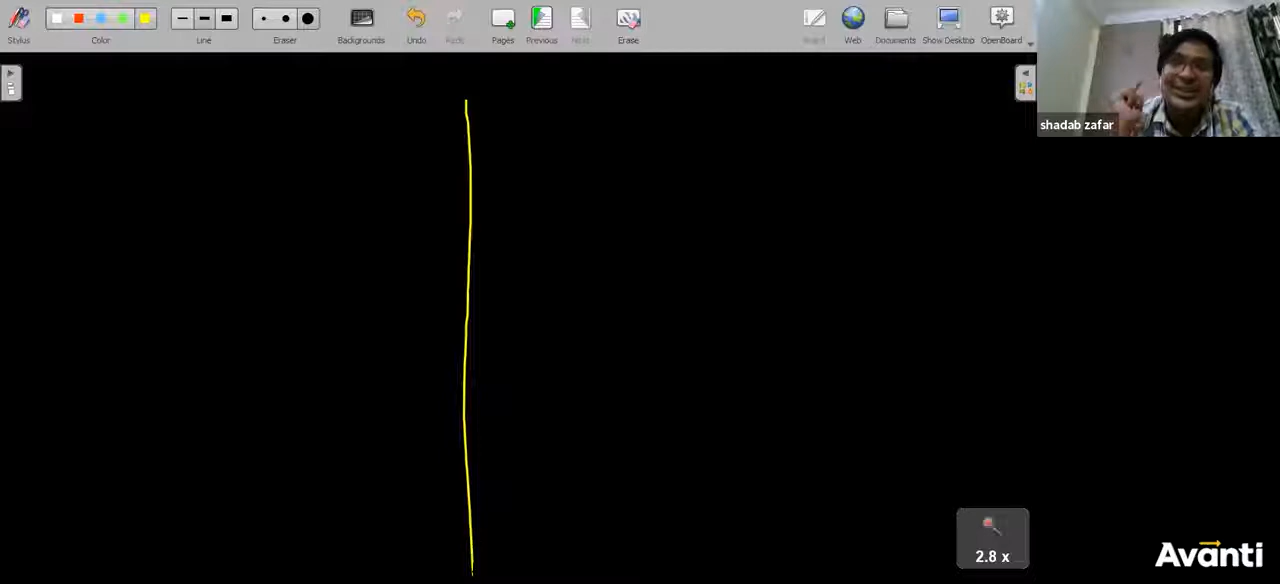 Stylus Color Line Eraser Backgrounds Undo Redo Pages Previous Next Erase Board Web Documents Show Desktop OpenBoard
shadab zafar
2.8 x
Avanti